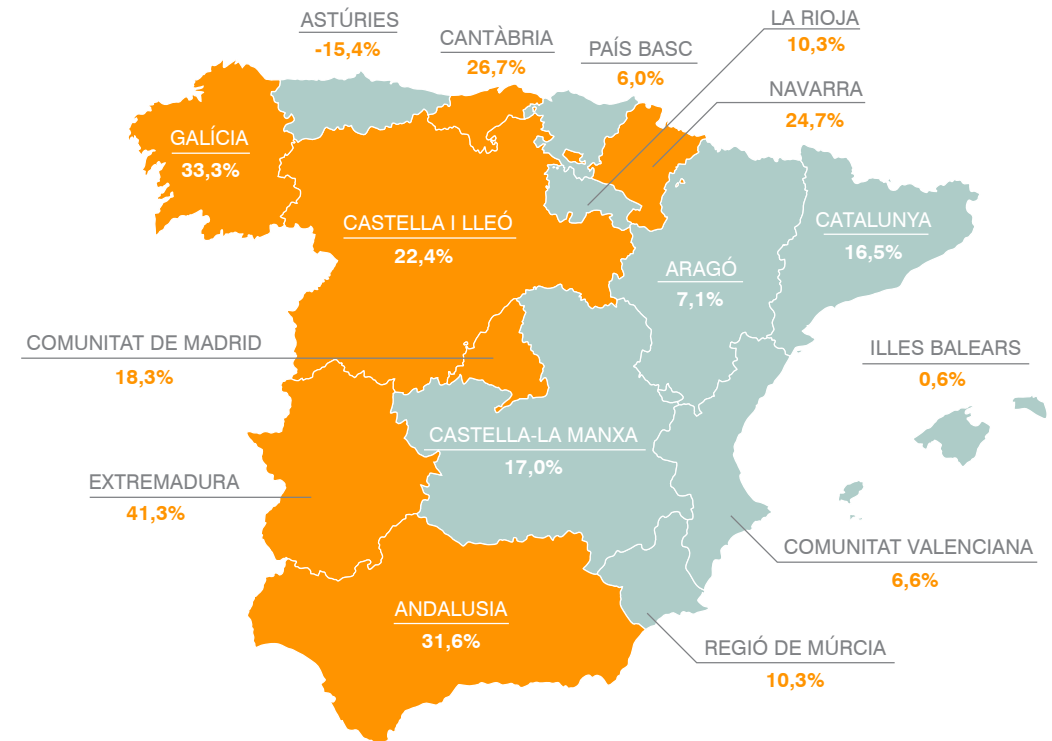 ASTÚRIES
-15,4%
CANTÀBRIA
26,7%
PAÍS BASC
6,0%
LA RIOJA
10,3%
NAVARRA
24,7%
GALÍCIA
33,3%
CASTELLA I LLEÓ
22,4%
CATALUNYA
16,5%
ARAGÓ
7,1%
COMUNITAT DE MADRID
18,3%
ILLES BALEARS
0,6%
CASTELLA-LA MANXA
17,0%
EXTREMADURA
41,3%
COMUNITAT VALENCIANA
6,6%
ANDALUSIA
31,6%
REGIÓ DE MÚRCIA
10,3%